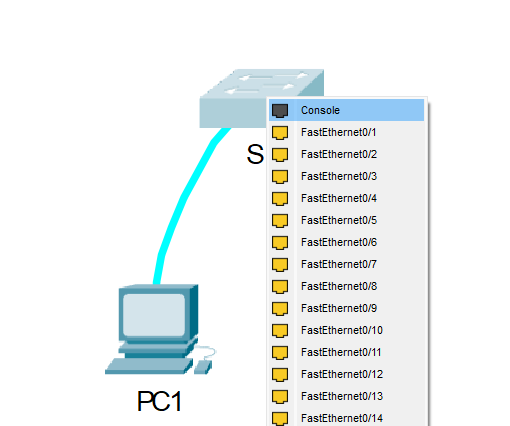 S
Console
FastEthernet0/1
FastEthernet0/2
FastEthernet0/3
FastEthernet0/4
FastEthernet0/5
FastEthernet0/6
FastEthernet0/7
FastEthernet0/8
FastEthernet0/9
FastEthernet0/10
FastEthernet0/11
FastEthernet0/12
FastEthernet0/13
FastEthernet0/14
PC1